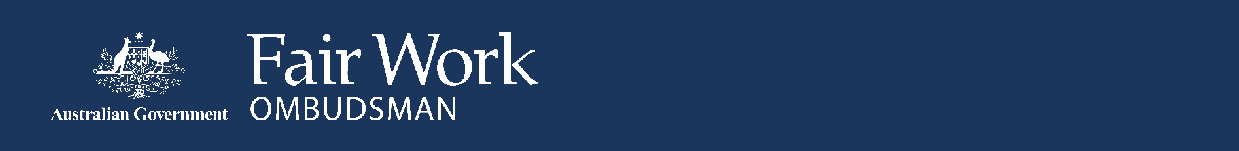 Fair Work
OMBUDSMAN
Australian Government